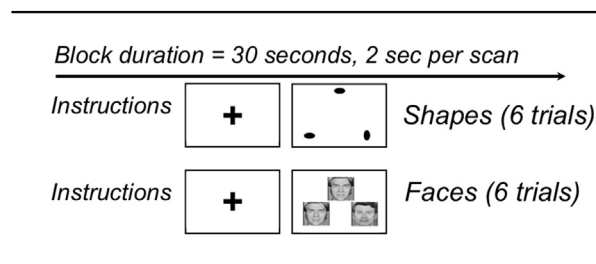 Block duration = 30 seconds, 2 sec per scan
Instructions + Shapes (6 trials)
Instructions + Faces (6 trials)